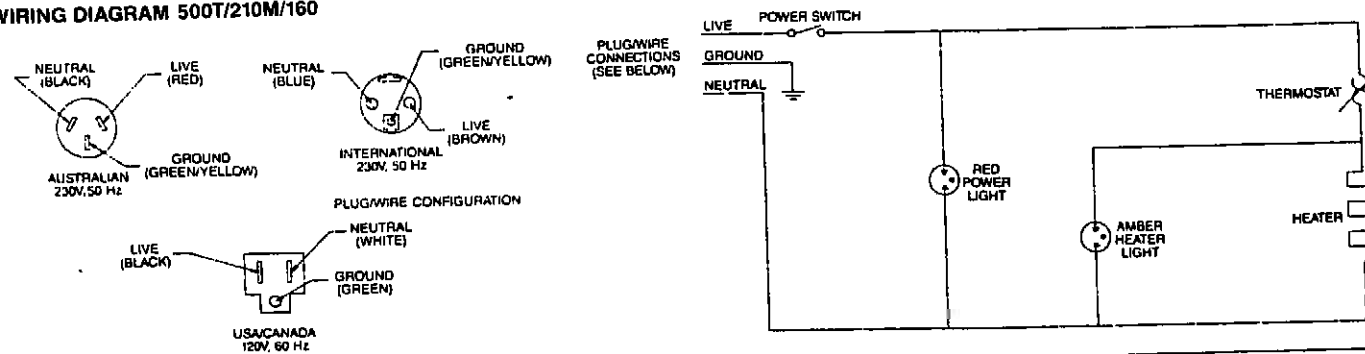 WIRING DIAGRAM 500T/210M/160
NEUTRAL
(BLACK)
LIVE
(RED)
GROUND
(GREEN/YELLOW)
AUSTRALIAN
230V, 50 Hz
NEUTRAL
(BLUE)
GROUND
(GREEN/YELLOW)
LIVE
(BROWN)
INTERNATIONAL
230V, 50 Hz
PLUG/WIRE CONFIGURATION
LIVE
(BLACK)
NEUTRAL
(WHITE)
GROUND
(GREEN)
USA/CANADA
120V, 60 Hz
PLUG/WIRE
CONNECTIONS
(SEE BELOW)
LIVE
POWER SWITCH
GROUND
NEUTRAL
THERMOSTAT
RED
POWER
LIGHT
AMBER
HEATER
LIGHT
HEATER